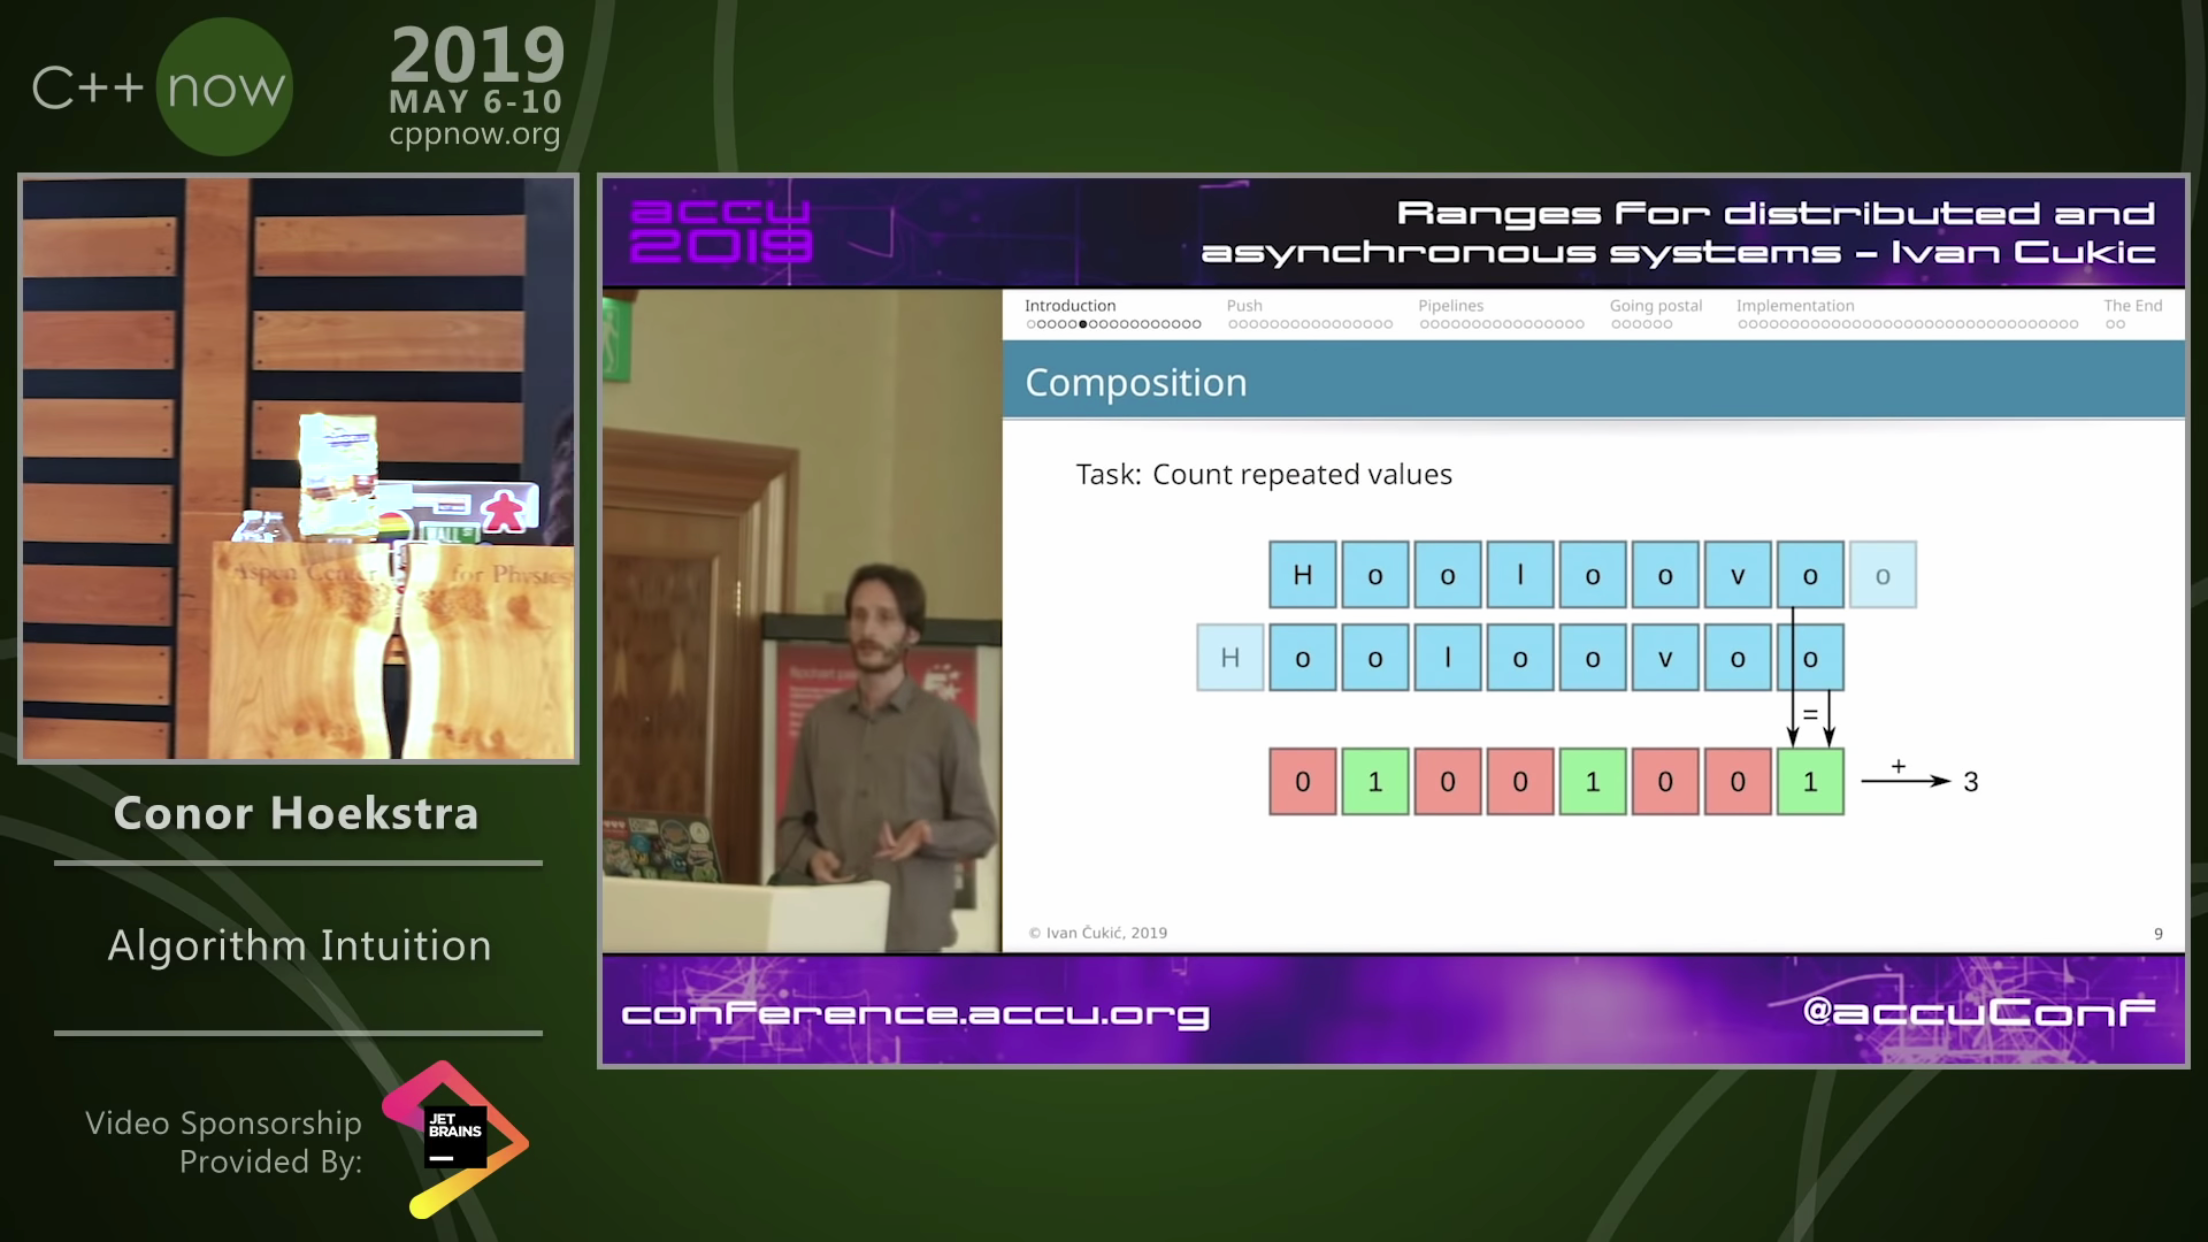 C++ now
2019
MAY 6-10
cppnow.org
Aspen Center for Physics
Conor Hoekstra
Algorithm Intuition
Video Sponsorship
Provided By:
JET
BRAINS
accu
2019
Ranges for distributed and
asynchronous systems – Ivan Cukic
Introduction Push Pipelines Going postal Implementation The End
Composition
Task: Count repeated values
H o o l o o v o o
H o o l o o v o o
=
0 1 0 0 1 0 0 1 + 3
© Ivan Čukić, 2019
9
conference.accu.org
@accuConf